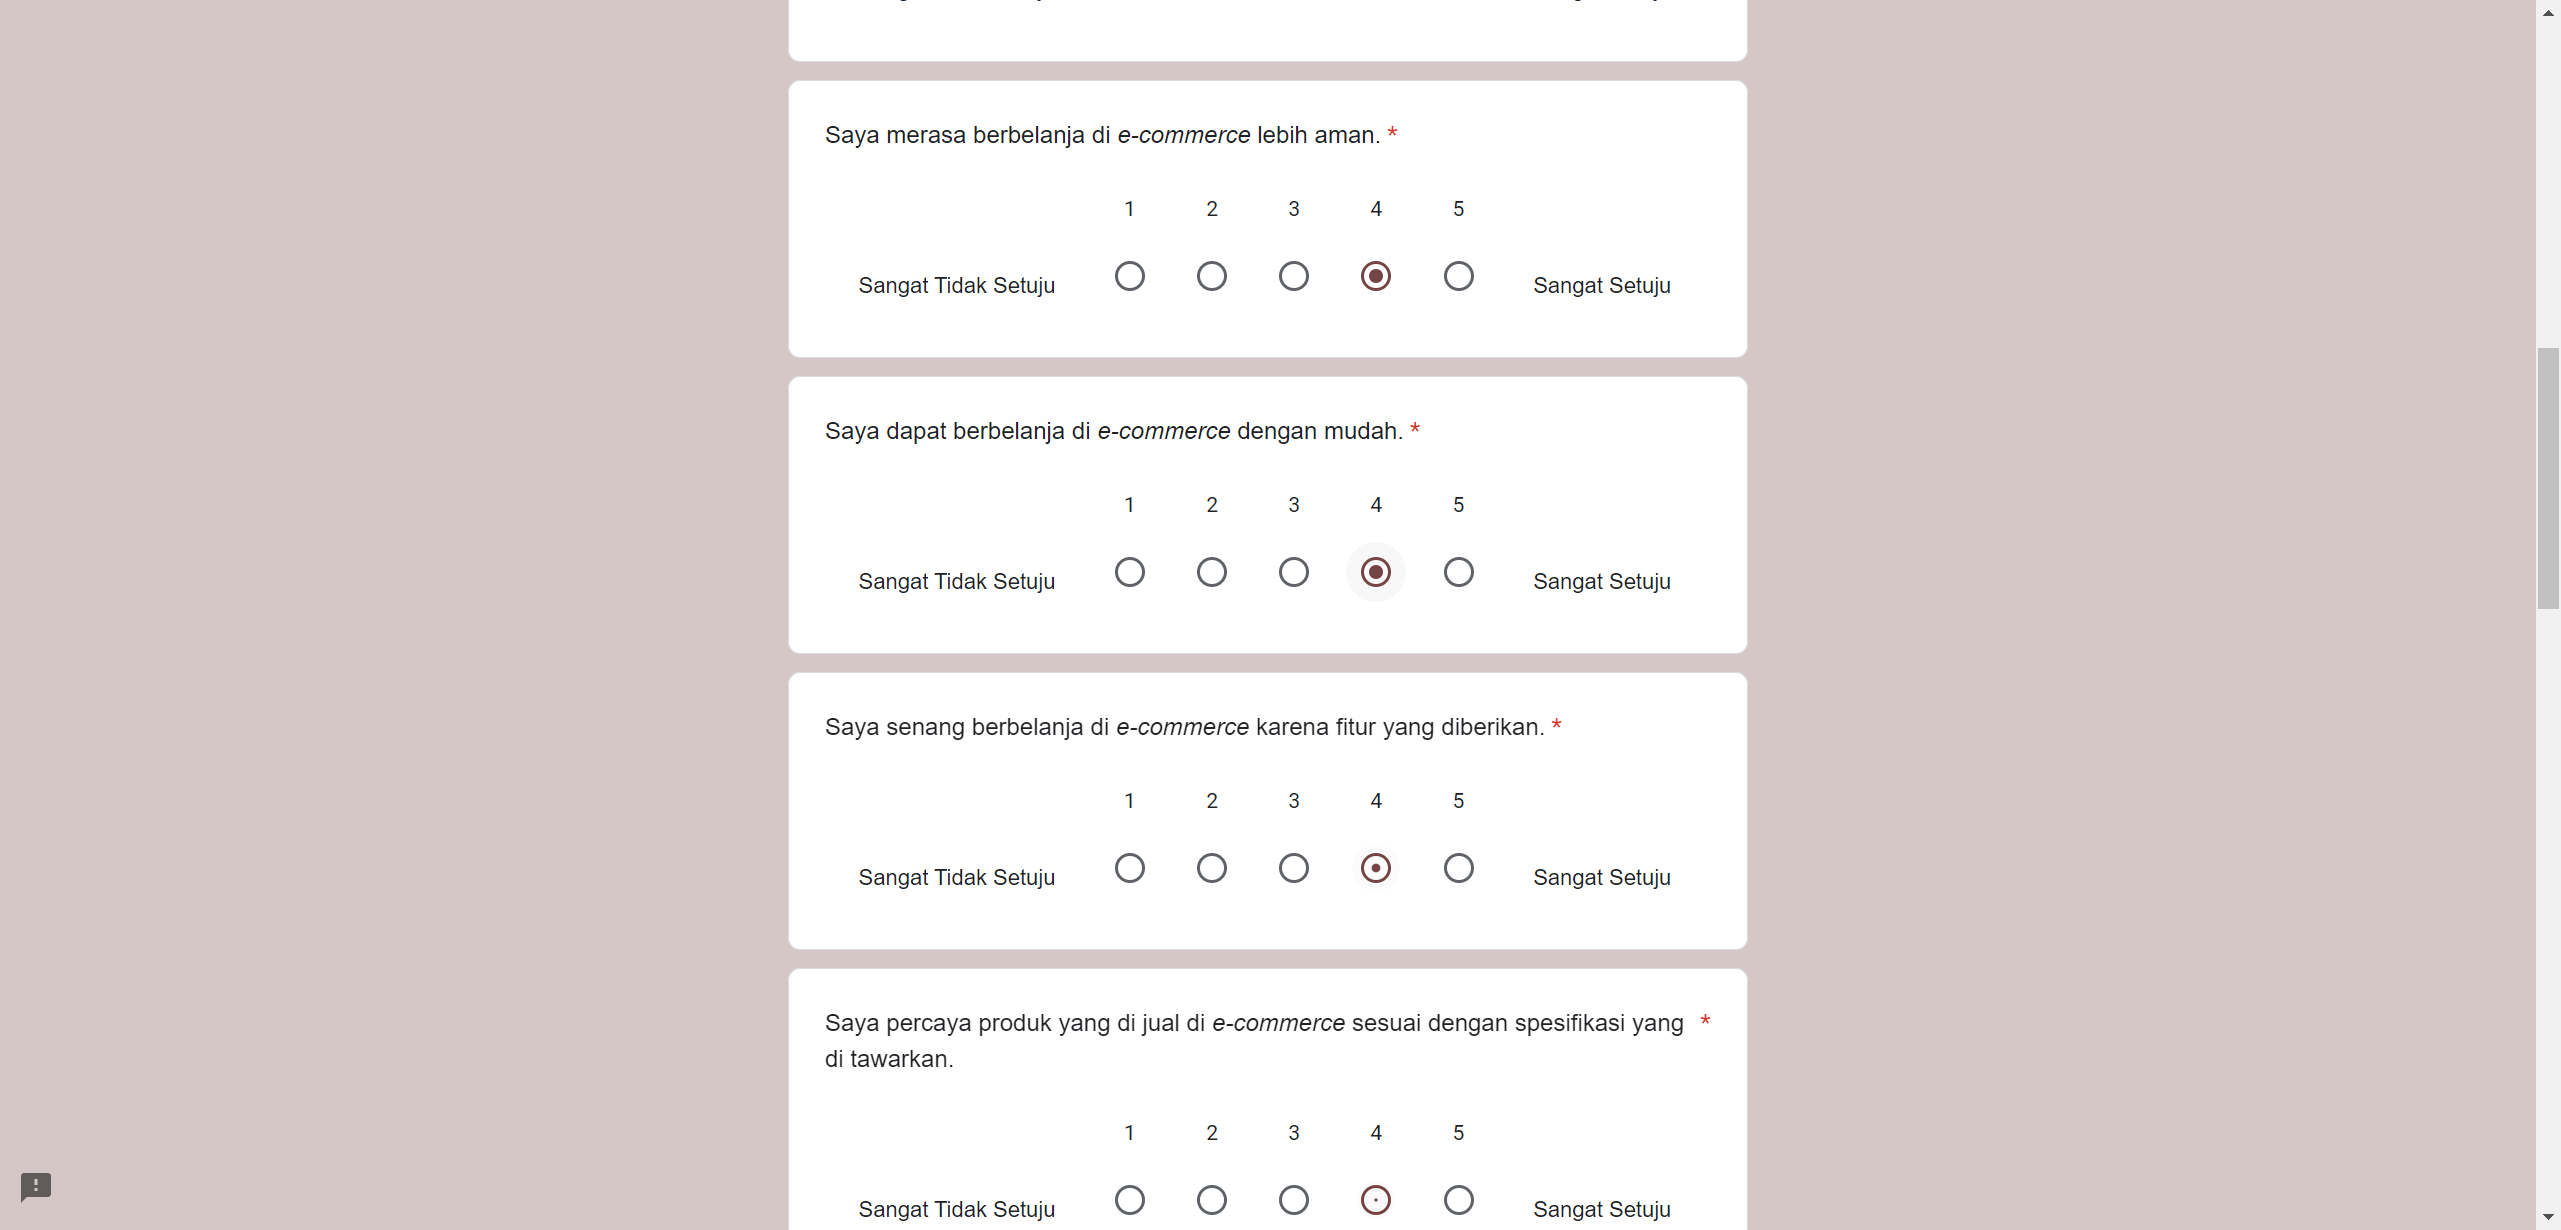 Saya merasa berbelanja di e-commerce lebih aman. *
1 2 3 4 5
Sangat Tidak Setuju Sangat Setuju
Saya dapat berbelanja di e-commerce dengan mudah. *
1 2 3 4 5
Sangat Tidak Setuju Sangat Setuju
Saya senang berbelanja di e-commerce karena fitur yang diberikan. *
1 2 3 4 5
Sangat Tidak Setuju Sangat Setuju
Saya percaya produk yang di jual di e-commerce sesuai dengan spesifikasi yang *
di tawarkan.
1 2 3 4 5
Sangat Tidak Setuju Sangat Setuju